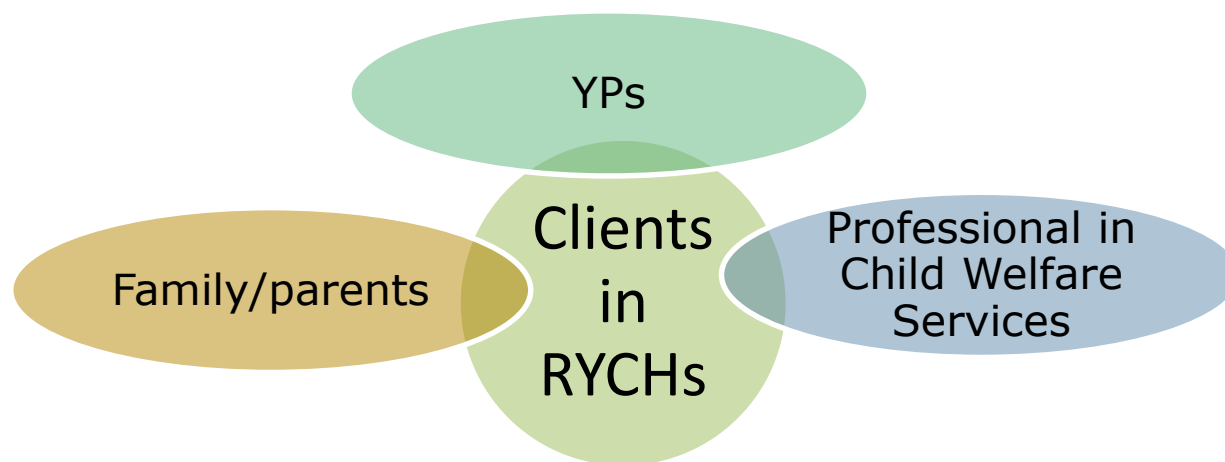 YPs
Family/parents
Clients
in
RYCHs
Professional in
Child Welfare
Services